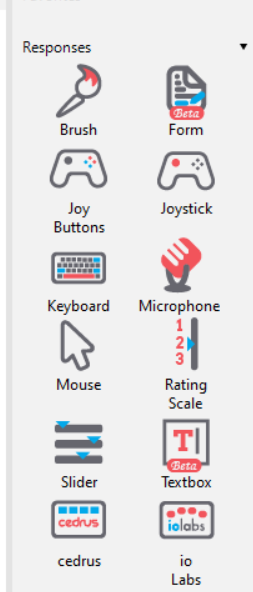 Responses
Beta
Brush Form
Joy Joystick
Buttons
Keyboard Microphone
1
2
3
Mouse Rating
Scale
T
Beta
Slider Textbox
cedrus iolabs
cedrus io
Labs